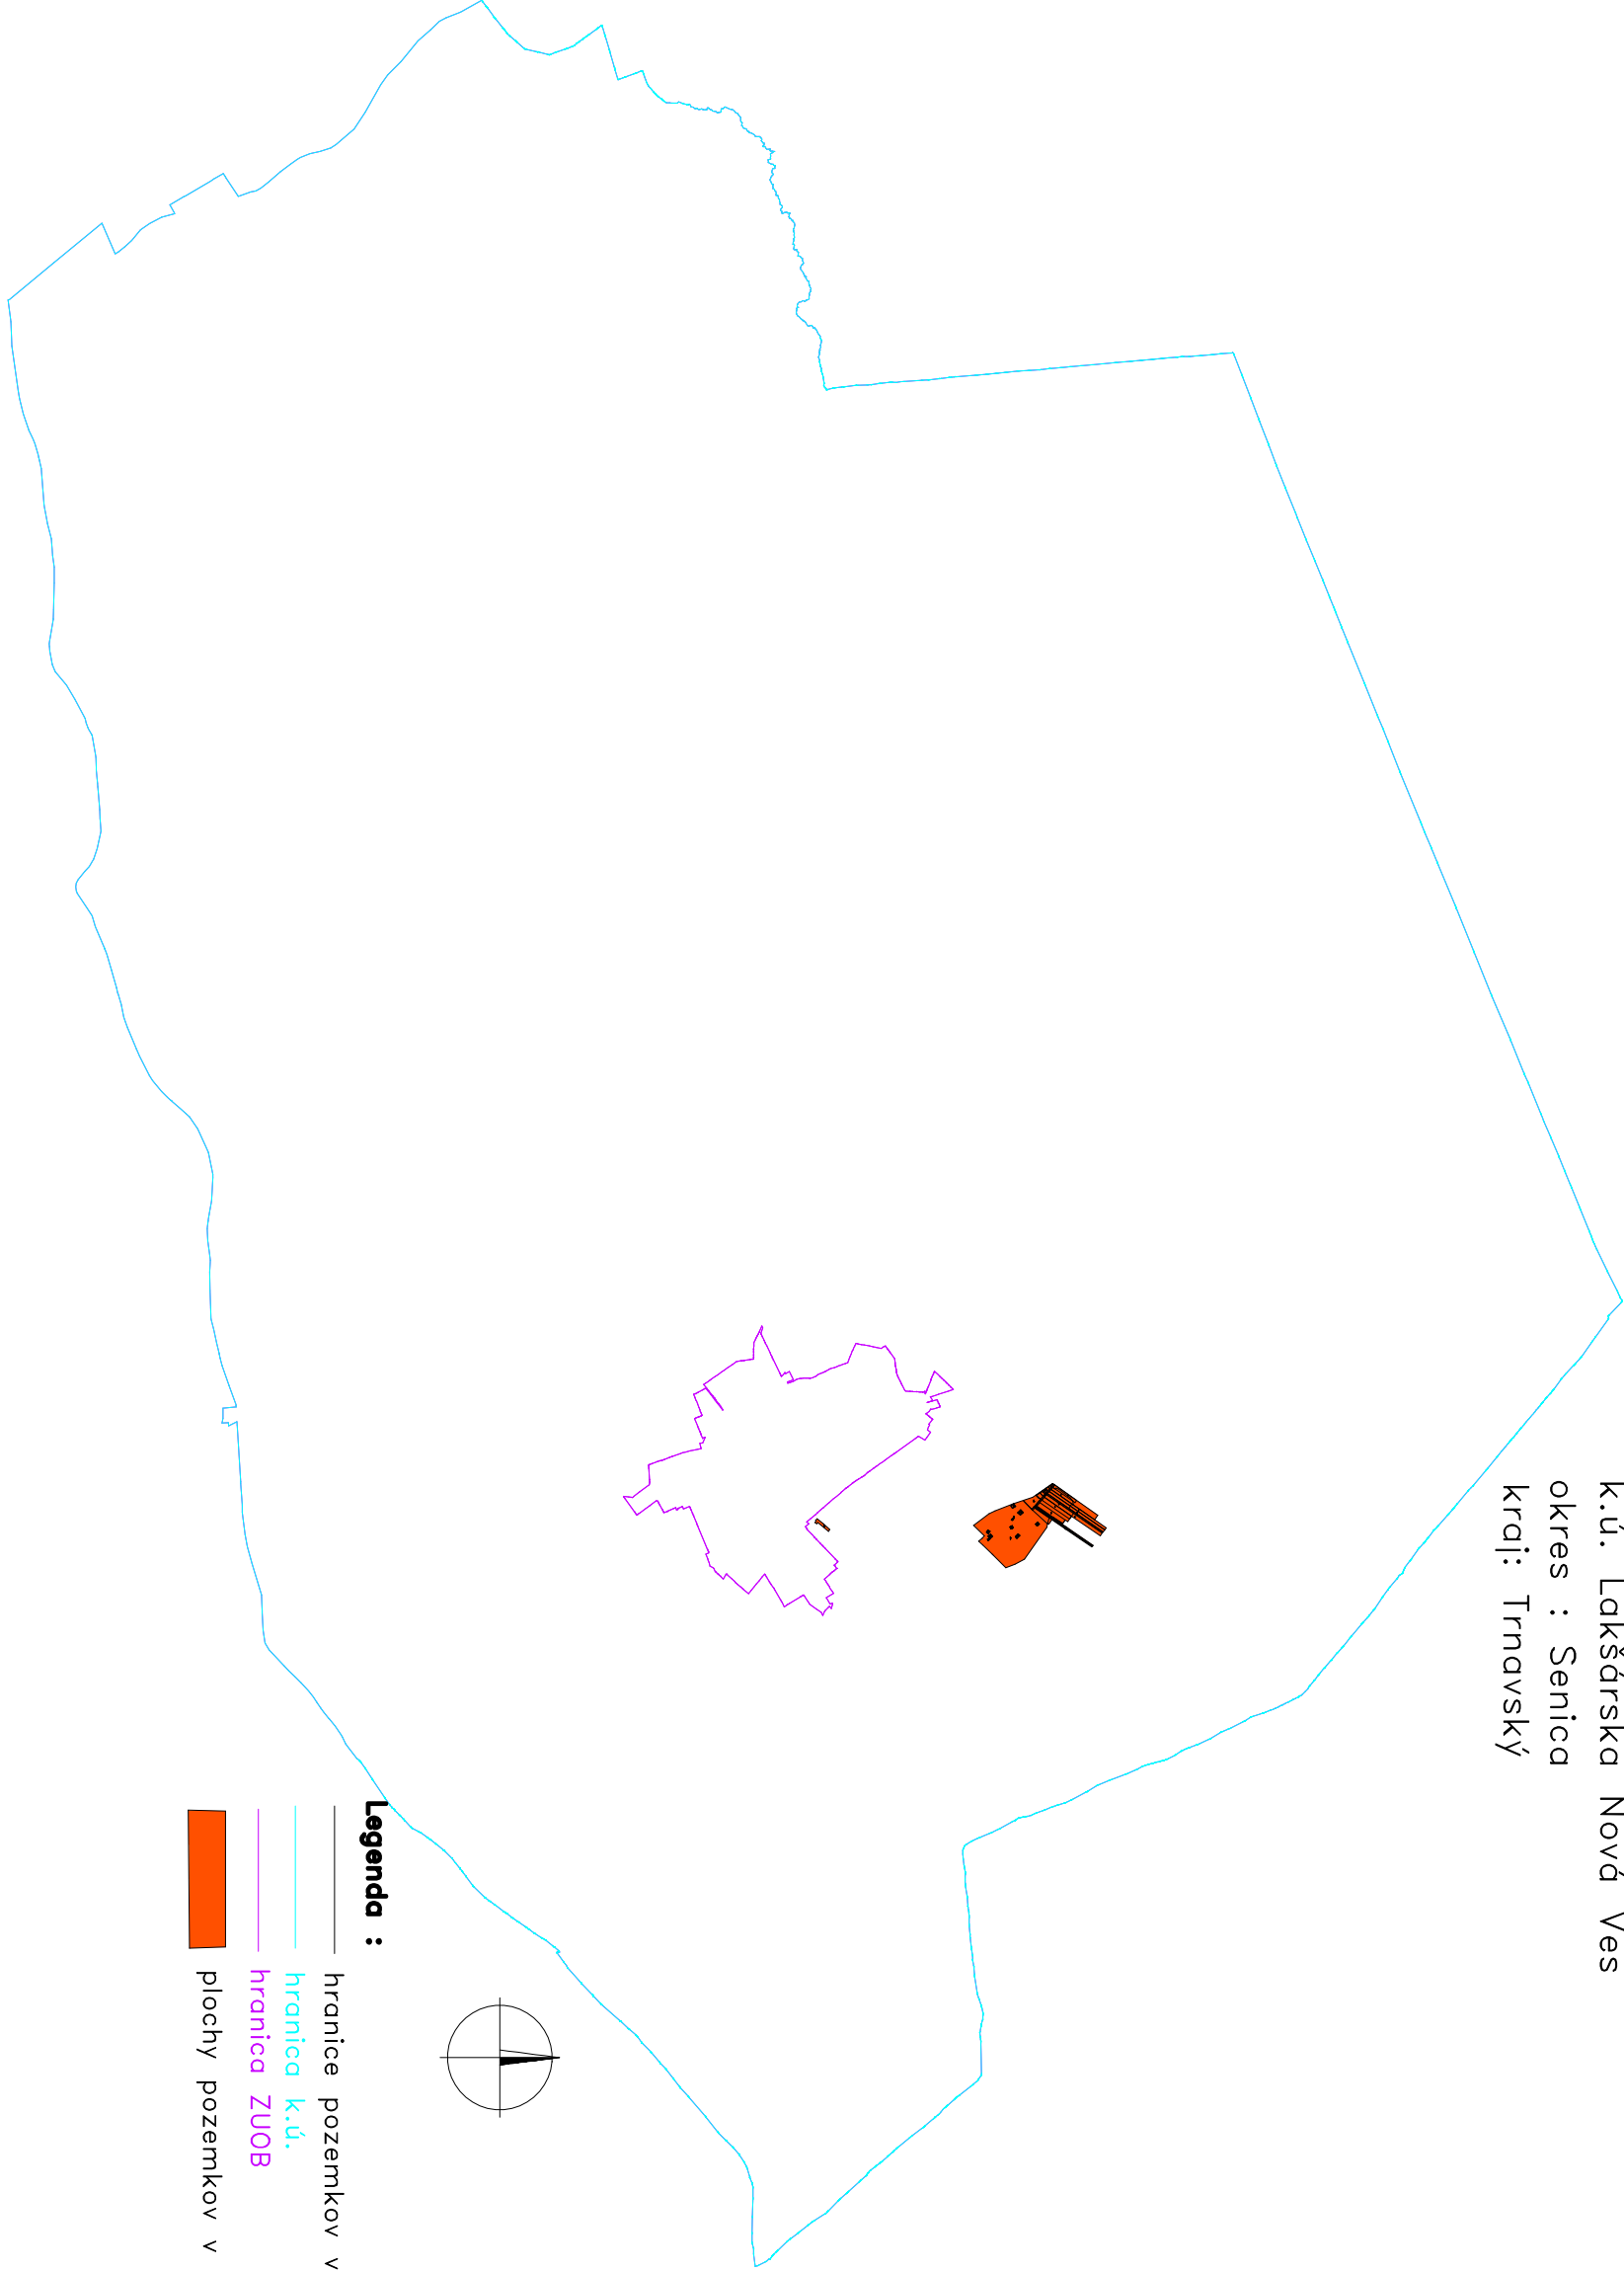 k.ú. Lakšárska Nová Ves
okres : Senica
kraj: Trnavský
Legenda :
hranice pozemkov v
hranica k.ú.
hranica ZUOB
plochy pozemkov v